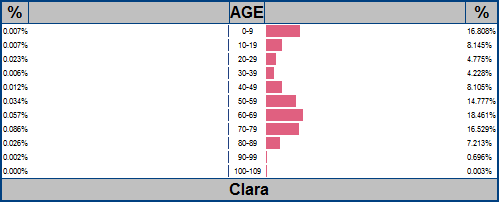 % AGE %
0.007% 0-9 16.808%
0.007% 10-19 8.145%
0.023% 20-29 4.775%
0.006% 30-39 4.228%
0.012% 40-49 8.105%
0.034% 50-59 14.777%
0.057% 60-69 18.461%
0.086% 70-79 16.529%
0.026% 80-89 7.213%
0.002% 90-99 0.696%
0.000% 100-109 0.003%
Clara